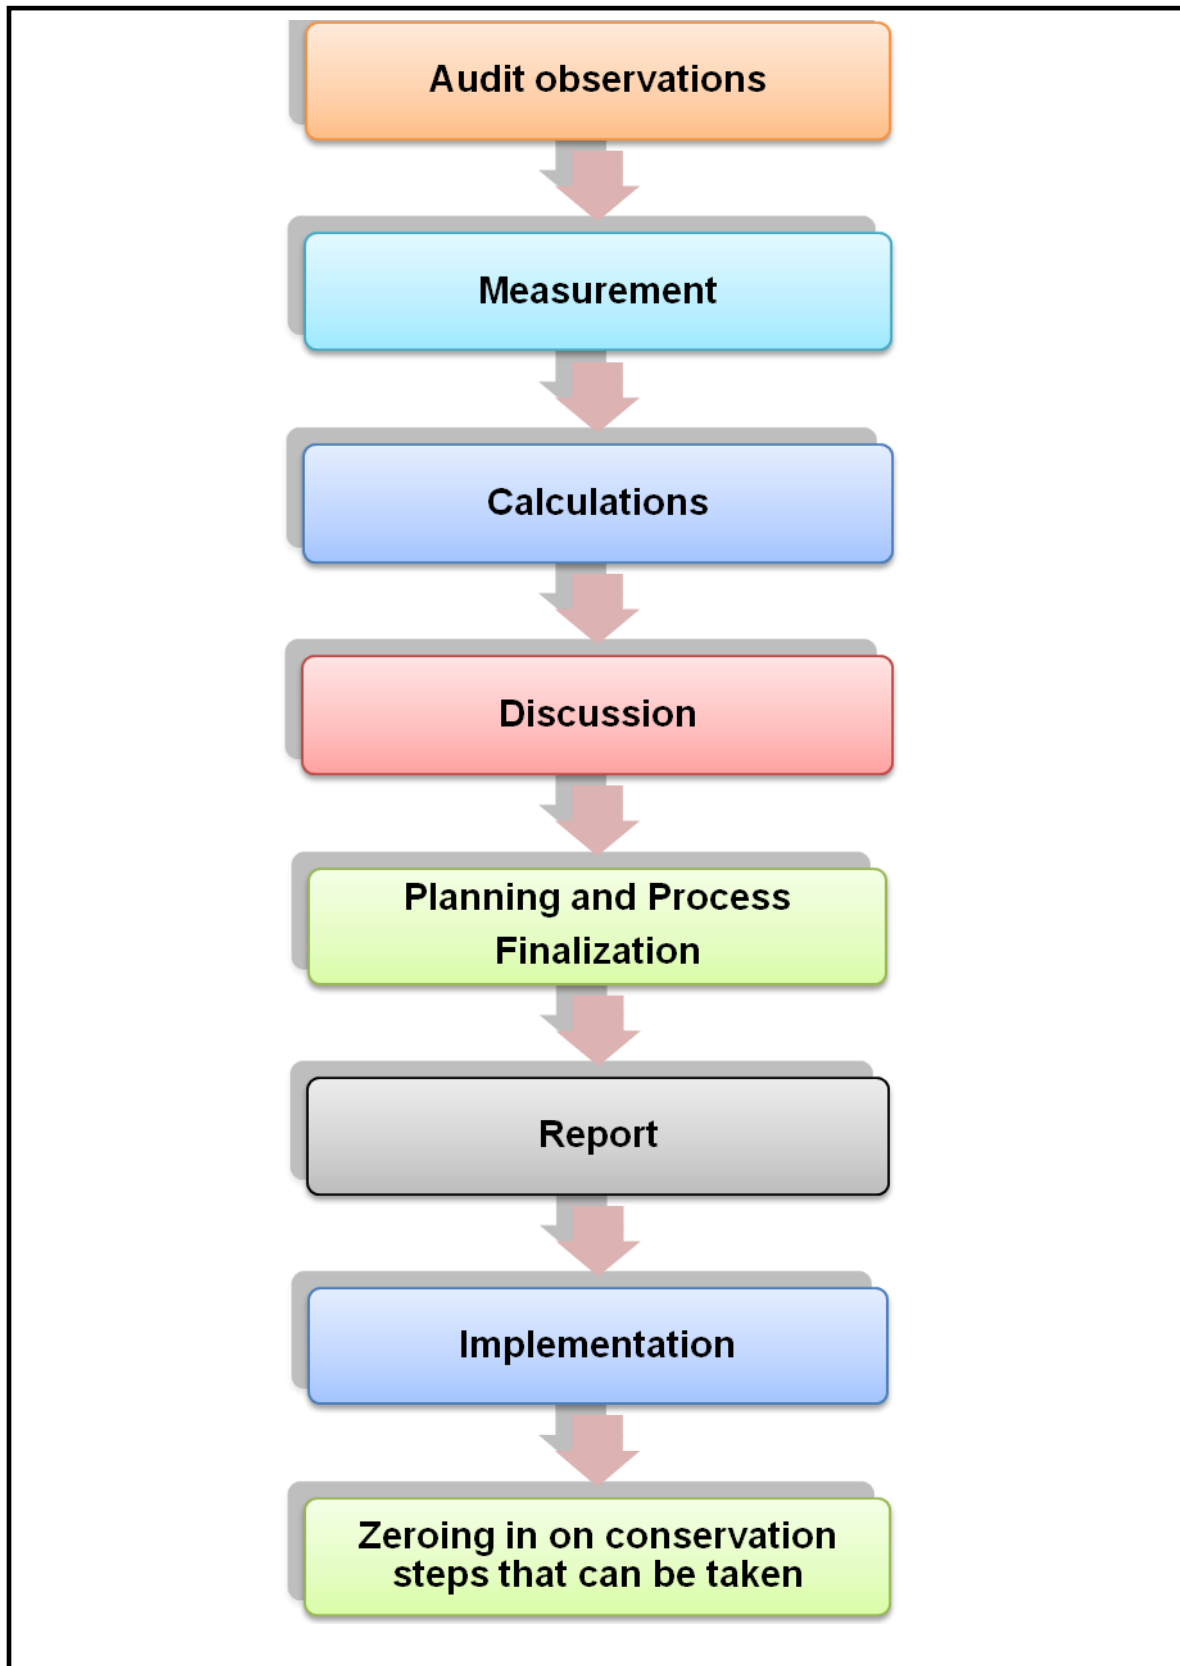 Audit observations
Measurement
Calculations
Discussion
Planning and Process
Finalization
Report
Implementation
Zeroing in on conservation
steps that can be taken